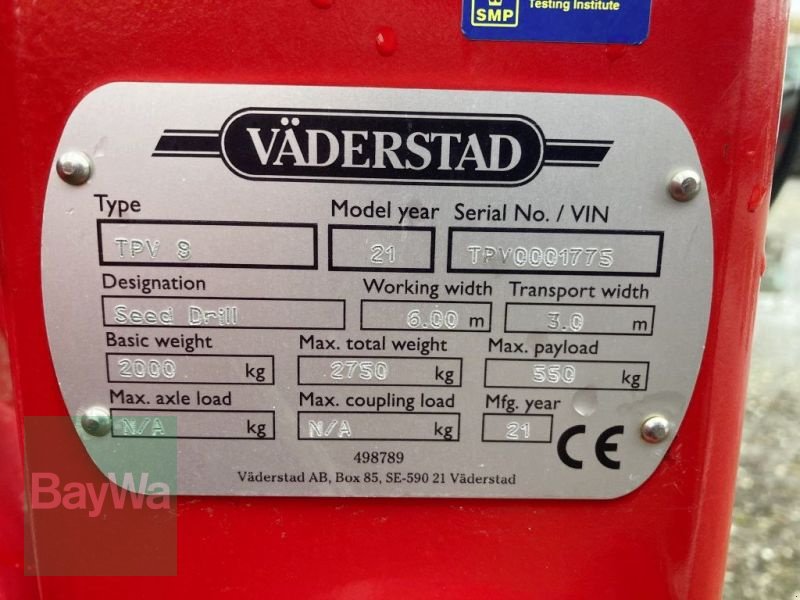 Testing Institute
SMP
VÄDERSTAD
Type Model year Serial No. / VIN
TPV 8 21 TPV0001775
Designation Working width Transport width
Seed Drill 6.00 m 3.0 m
Basic weight Max. total weight Max. payload
2000 kg 2750 kg 550 kg
Max. axle load Max. coupling load Mfg. year
N/A kg N/A kg 21 CE
498789
Väderstad AB, Box 85, SE-590 21 Väderstad
BayWa